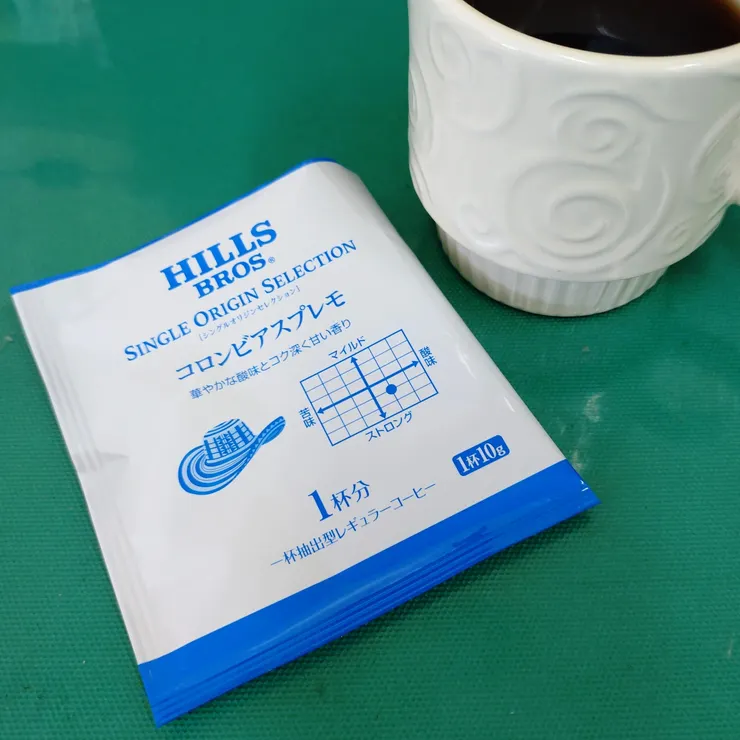 HILLS
BROS®
SINGLE ORIGIN SELECTION
[シングルオリジンセレクション]
コロンビアスプレモ
華やかな酸味とコク深く甘い香り
マイルド
酸味
苦味
ストロング
1杯10g
1杯分
一杯抽出型レギュラーコーヒー